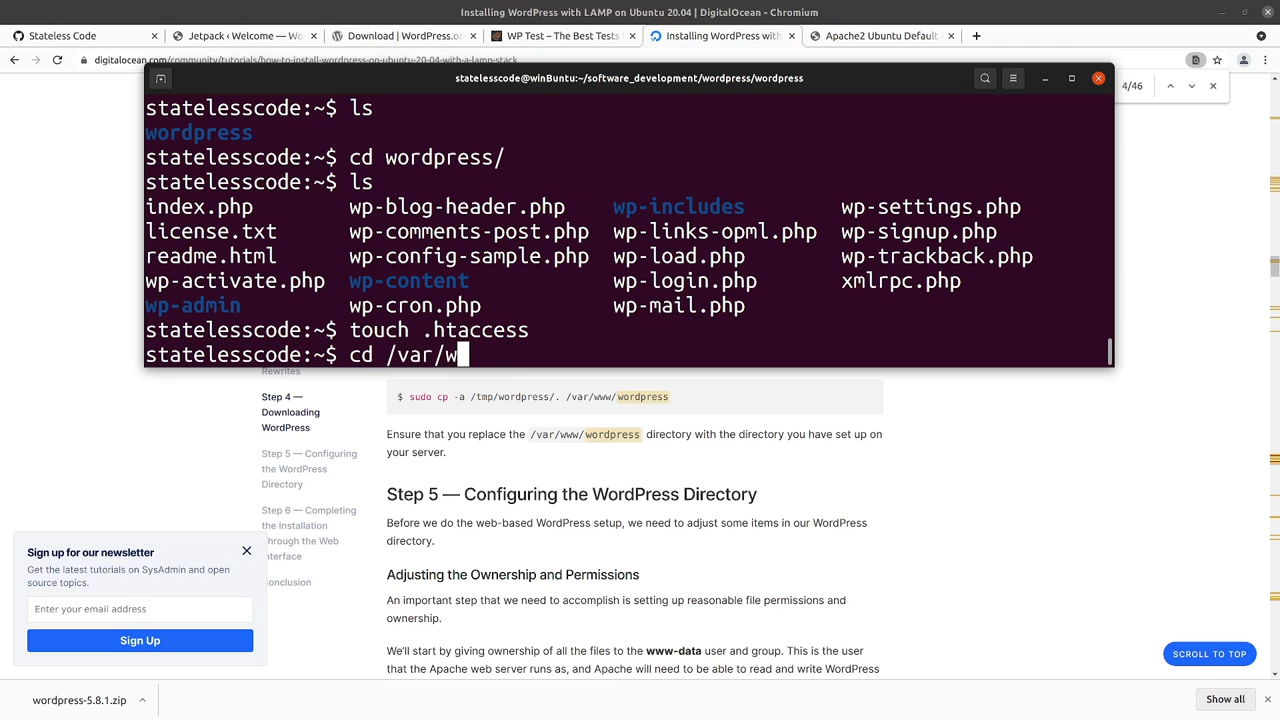 Installing WordPress with LAMP on Ubuntu 20.04 | DigitalOcean - Chromium
Stateless Code
Jetpack ‹ Welcome — Wo
Download | WordPress.o
WP Test – The Best Tests
Installing WordPress with
Apache2 Ubuntu Default
digitalocean.com/community/tutorials/how-to-install-wordpress-on-ubuntu-20-04-with-a-lamp-stack
statelesscode@winBuntu:~/software_development/wordpress/wordpress
4/46
statelesscode:~$ ls
wordpress
statelesscode:~$ cd wordpress/
statelesscode:~$ ls
index.php wp-blog-header.php wp-includes wp-settings.php
license.txt wp-comments-post.php wp-links-opml.php wp-signup.php
readme.html wp-config-sample.php wp-load.php wp-trackback.php
wp-activate.php wp-content wp-login.php xmlrpc.php
wp-admin wp-cron.php wp-mail.php
statelesscode:~$ touch .htaccess
statelesscode:~$ cd /var/w
Rewrites
Step 4 —
Downloading
WordPress
Step 5 — Configuring
the WordPress
Directory
Step 6 — Completing
the Installation
Through the Web
Interface
Conclusion
$ sudo cp -a /tmp/wordpress/. /var/www/wordpress
Ensure that you replace the /var/www/wordpress directory with the directory you have set up on
your server.
Step 5 — Configuring the WordPress Directory
Before we do the web-based WordPress setup, we need to adjust some items in our WordPress
directory.
Adjusting the Ownership and Permissions
An important step that we need to accomplish is setting up reasonable file permissions and
ownership.
We'll start by giving ownership of all the files to the www-data user and group. This is the user
that the Apache web server runs as, and Apache will need to be able to read and write WordPress
Sign up for our newsletter
Get the latest tutorials on SysAdmin and open
source topics.
Enter your email address
Sign Up
SCROLL TO TOP
wordpress-5.8.1.zip
Show all